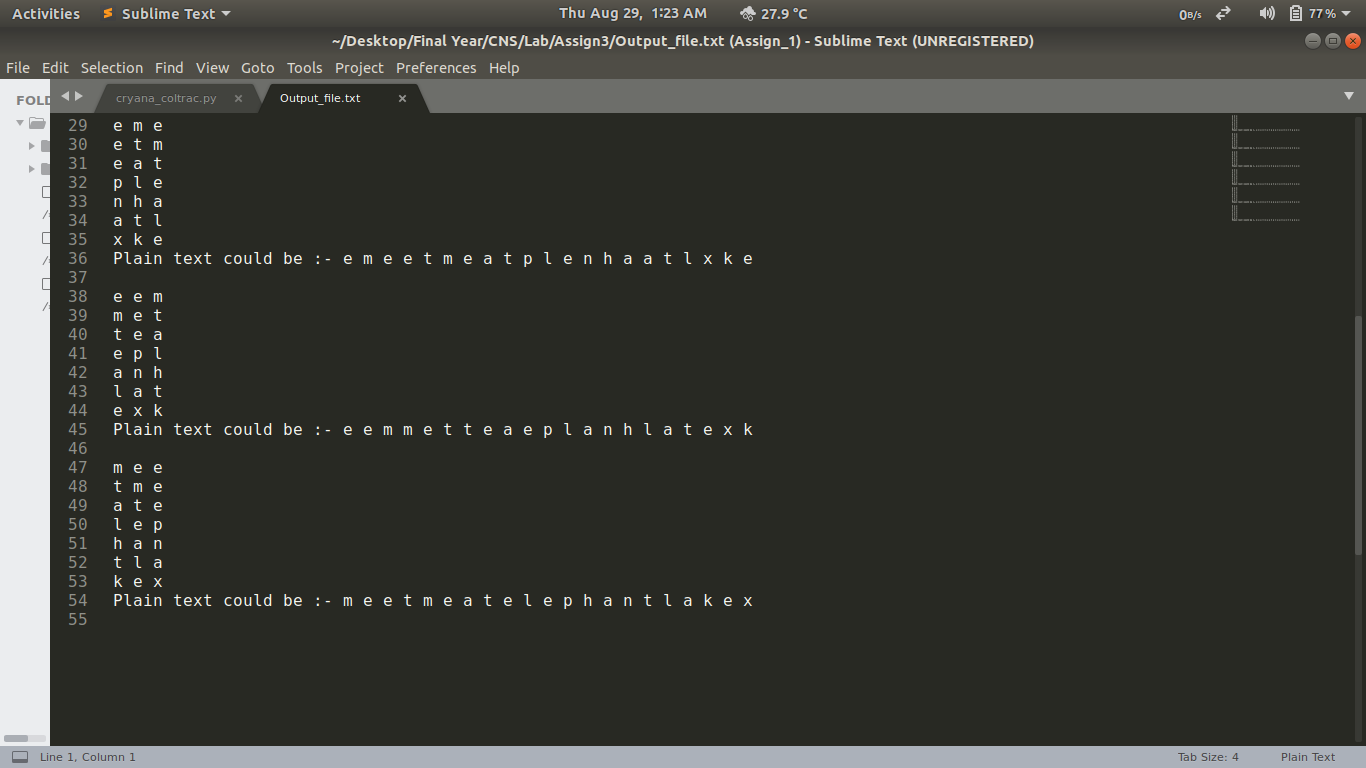 Activities Sublime Text Thu Aug 29, 1:23 AM 27.9 °C 0B/s 77%
~/Desktop/Final Year/CNS/Lab/Assign3/Output_file.txt (Assign_1) - Sublime Text (UNREGISTERED)
File Edit Selection Find View Goto Tools Project Preferences Help
FOLD
cryana_coltrac.py × Output_file.txt ×
29 e m e
30 e t m
31 e a t
32 p l e
33 n h a
34 a t l
35 x k e
36 Plain text could be :- e m e e t m e a t p l e n h a a t l x k e
37
38 e e m
39 m e t
40 t e a
41 e p l
42 a n h
43 l a t
44 e x k
45 Plain text could be :- e e m m e t t e a e p l a n h l a t e x k
46
47 m e e
48 t m e
49 a t e
50 l e p
51 h a n
52 t l a
53 k e x
54 Plain text could be :- m e e t m e a t e l e p h a n t l a k e x
55
Line 1, Column 1 Tab Size: 4 Plain Text